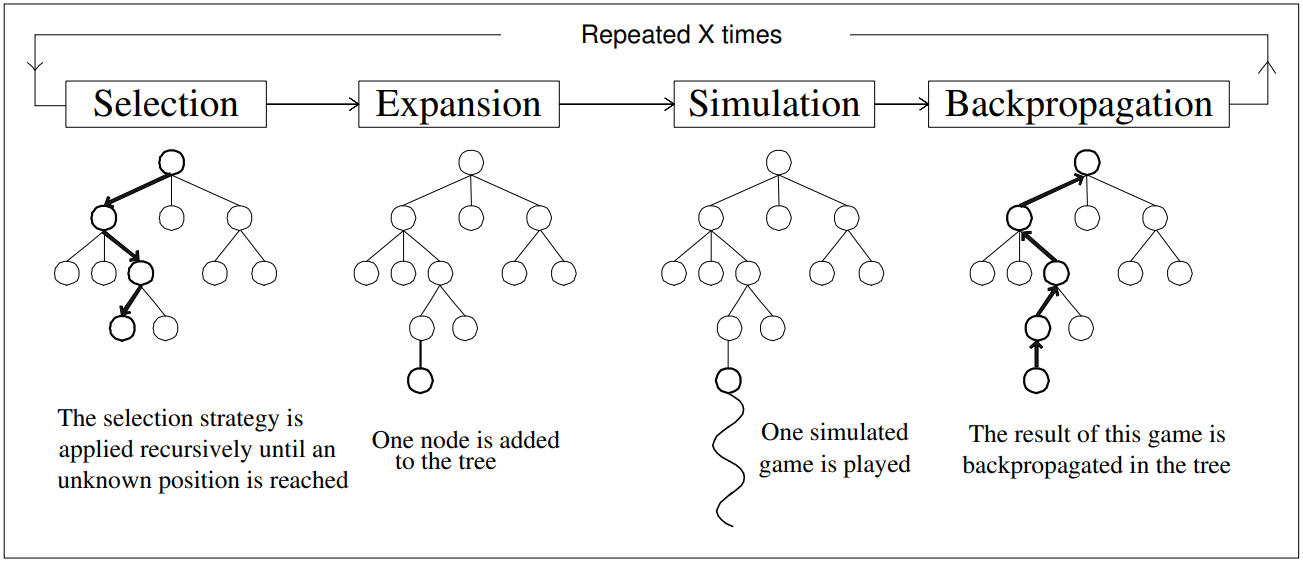 Repeated X times
Selection
Expansion
Simulation
Backpropagation
The selection strategy is
applied recursively until an
unknown position is reached
One node is added
to the tree
One simulated
game is played
The result of this game is
backpropagated in the tree